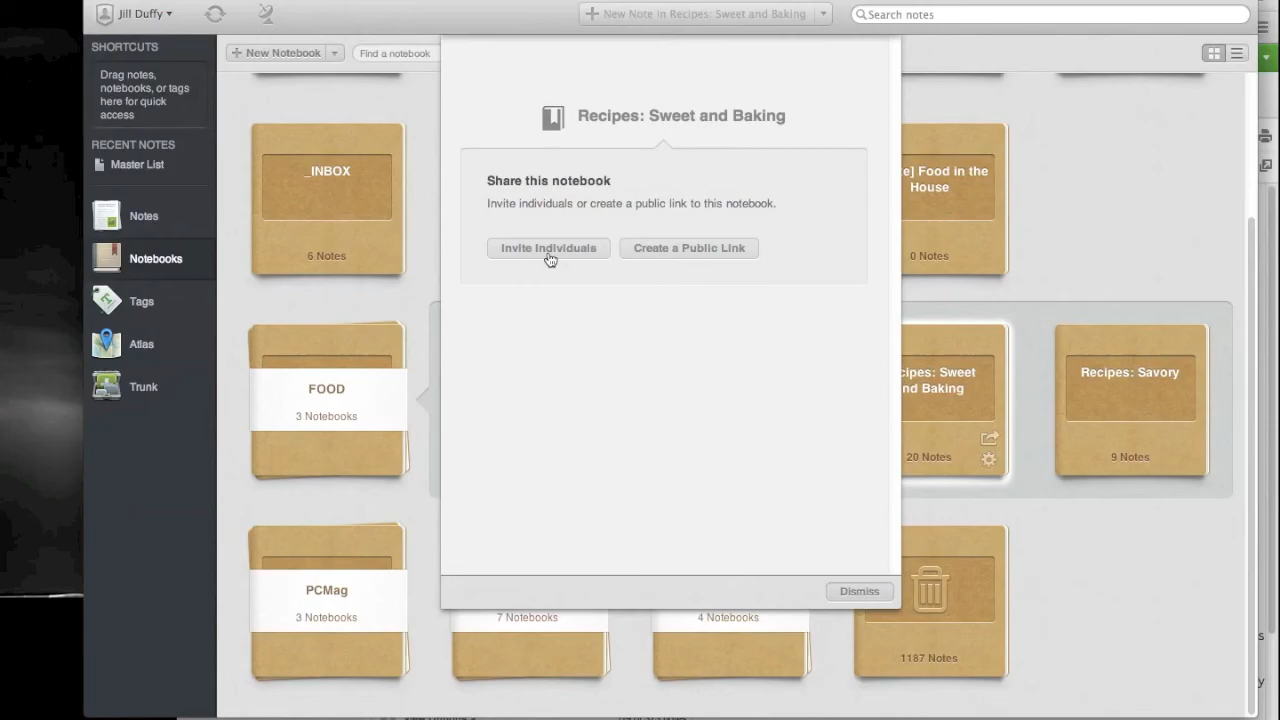 Jill Duffy
New Note in Recipes: Sweet and Baking
Search notes
SHORTCUTS
Drag notes,
notebooks, or tags
here for quick
access
RECENT NOTES
Master List
Notes
Notebooks
Tags
Atlas
Trunk
New Notebook
Find a notebook
_INBOX
6 Notes
Recipes: Sweet and Baking
Share this notebook
Invite individuals or create a public link to this notebook.
Invite Individuals
Create a Public Link
e] Food in the
House
0 Notes
FOOD
3 Notebooks
cipes: Sweet
nd Baking
20 Notes
Recipes: Savory
9 Notes
Dismiss
PCMag
3 Notebooks
7 Notebooks
4 Notebooks
1187 Notes